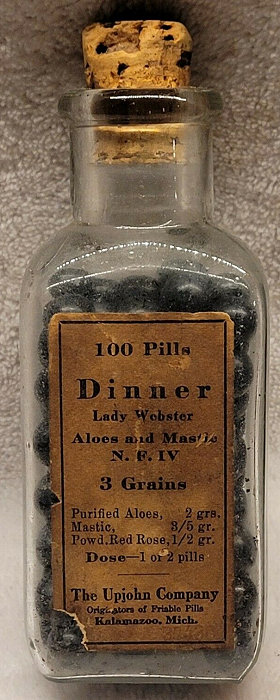 100 Pills
Dinner
Lady Webster
Aloes and Mastic
N. F. IV
3 Grains
Purified Aloes, 2 grs.
Mastic, 3/5 gr.
Powd. Red Rose, 1/2 gr.
Dose—1 or 2 pills
The Upjohn Company
Originators of Friable Pills
Kalamazoo, Mich.